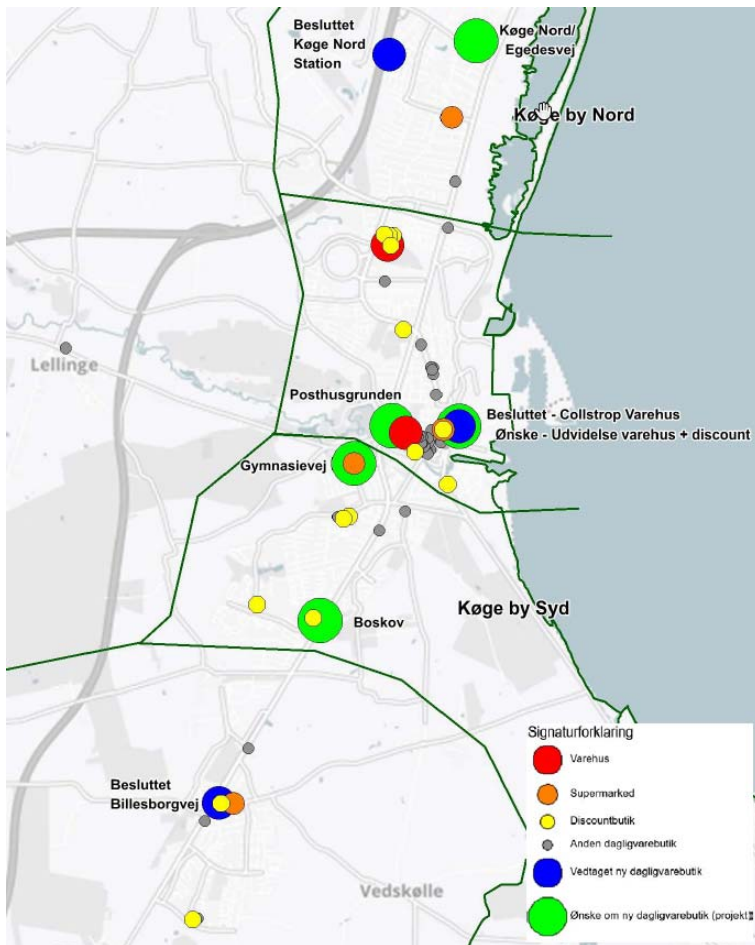 Besluttet
Køge Nord
Station
Køge Nord/
Egedesvej
Køge by Nord
Lellinge
Posthusgrunden
Besluttet - Collstrop Varehus
Ønske - Udvidelse varehus + discount
Gymnasievej
Køge by Syd
Boskov
Besluttet
Billesborgvej
Vedskølle
Signaturforklaring
Varehus
Supermarked
Discountbutik
Anden dagligvarebutik
Vedtaget ny dagligvarebutik
Ønske om ny dagligvarebutik (projekt)